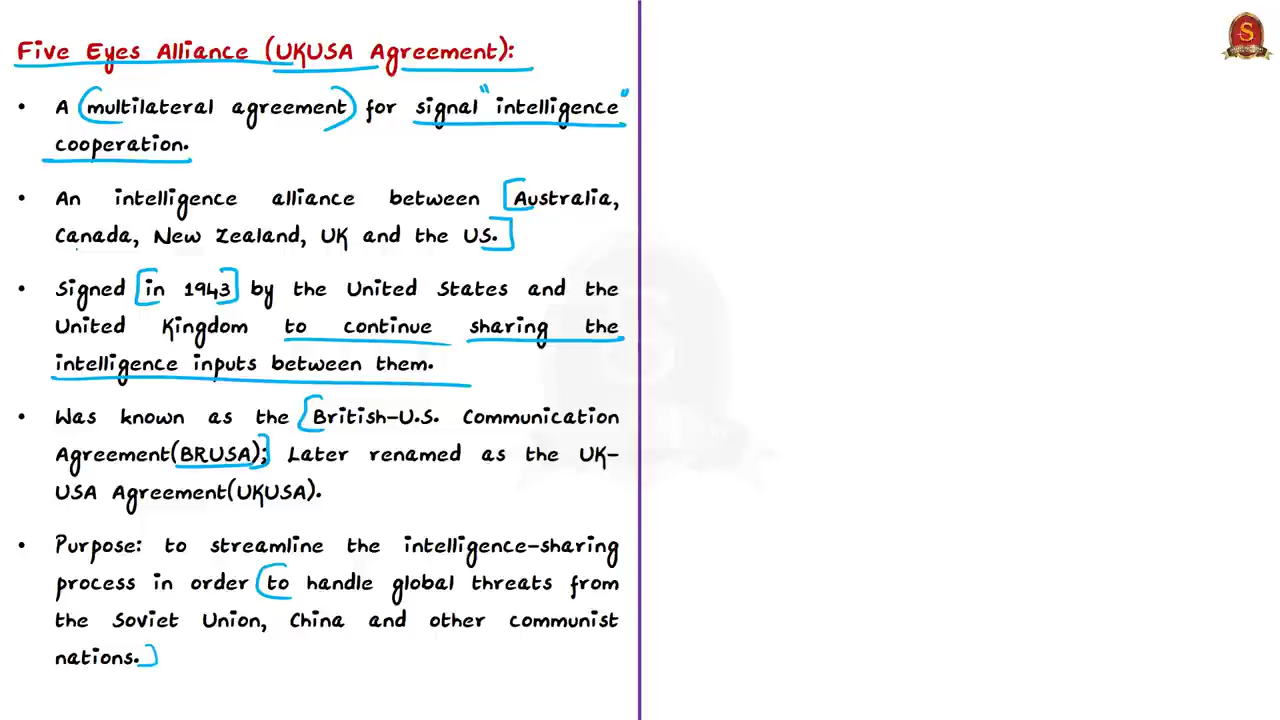 Five Eyes Alliance (UKUSA Agreement):
• A (multilateral agreement) for signal "intelligence"
cooperation.
• An intelligence alliance between [Australia,
Canada, New Zealand, UK and the US.]
• Signed [in 1943] by the United States and the
United Kingdom to continue sharing the
intelligence inputs between them.
• Was known as the [British-U.S. Communication
Agreement(BRUSA);] Later renamed as the UK-
USA Agreement(UKUSA).
• Purpose: to streamline the intelligence-sharing
process in order (to handle global threats from
the Soviet Union, China and other communist
nations.]
S